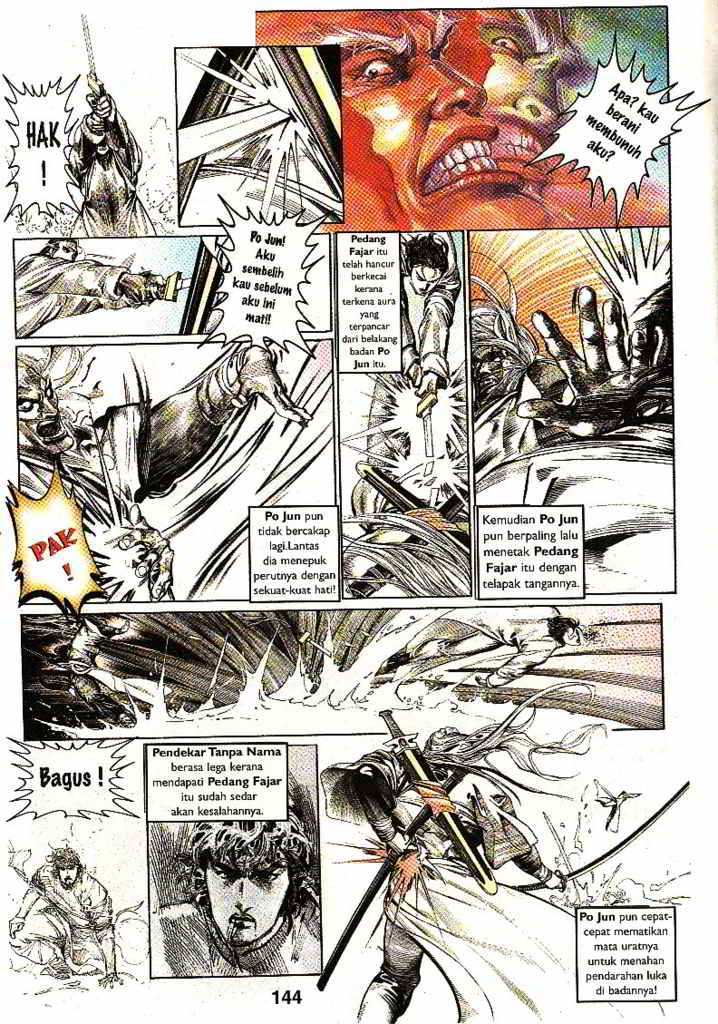 HAK
!
Apa? kau
berani
membunuh
aku?
Po Jun!
Aku
sembelih
kau sebelum
aku ini
mati!!
Pedang
Fajar itu
telah hancur
berkecai
kerana
terkena aura
yang
terpancar
dari belakang
badan Po
Jun itu.
PAK
!
Po Jun pun
tidak bercakap
lagi.Lantas
dia menepuk
perutnya dengan
sekuat-kuat hati!
Kemudian Po Jun
pun berpaling lalu
menetak Pedang
Fajar itu dengan
telapak tangannya.
Bagus !
Pendekar Tanpa Nama
berasa lega kerana
mendapati Pedang Fajar
itu sudah sedar
akan kesalahannya.
Po Jun pun cepat-
cepat mematikan
mata uratnya
untuk menahan
pendarahan luka
di badannya!
144